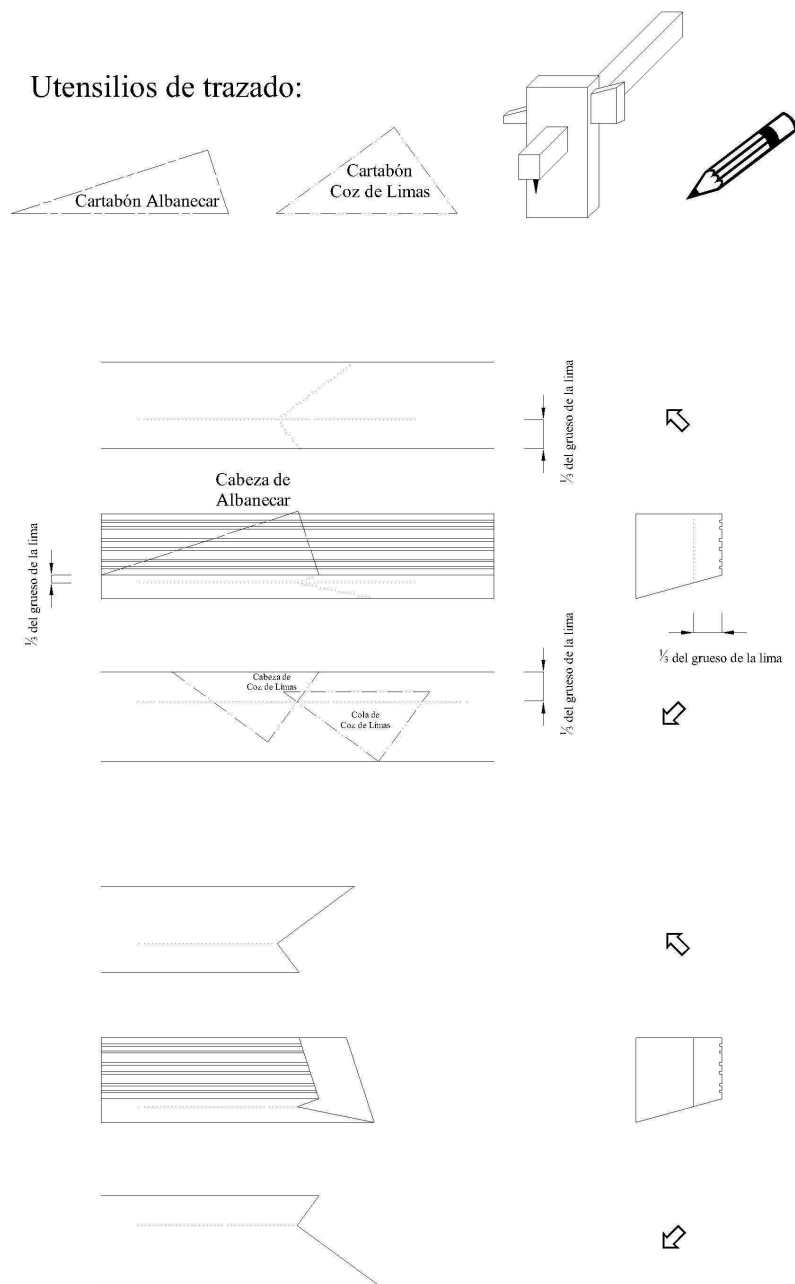 Utensilios de trazado:
Cartabón Albanecar
Cartabón
Coz de Limas
⅓ del grueso de la lima
Cabeza de
Albanecar
⅓ del grueso de la lima
⅓ del grueso de la lima
Cabeza de
Coz de Limas
Cola de
Coz de Limas
⅓ del grueso de la lima